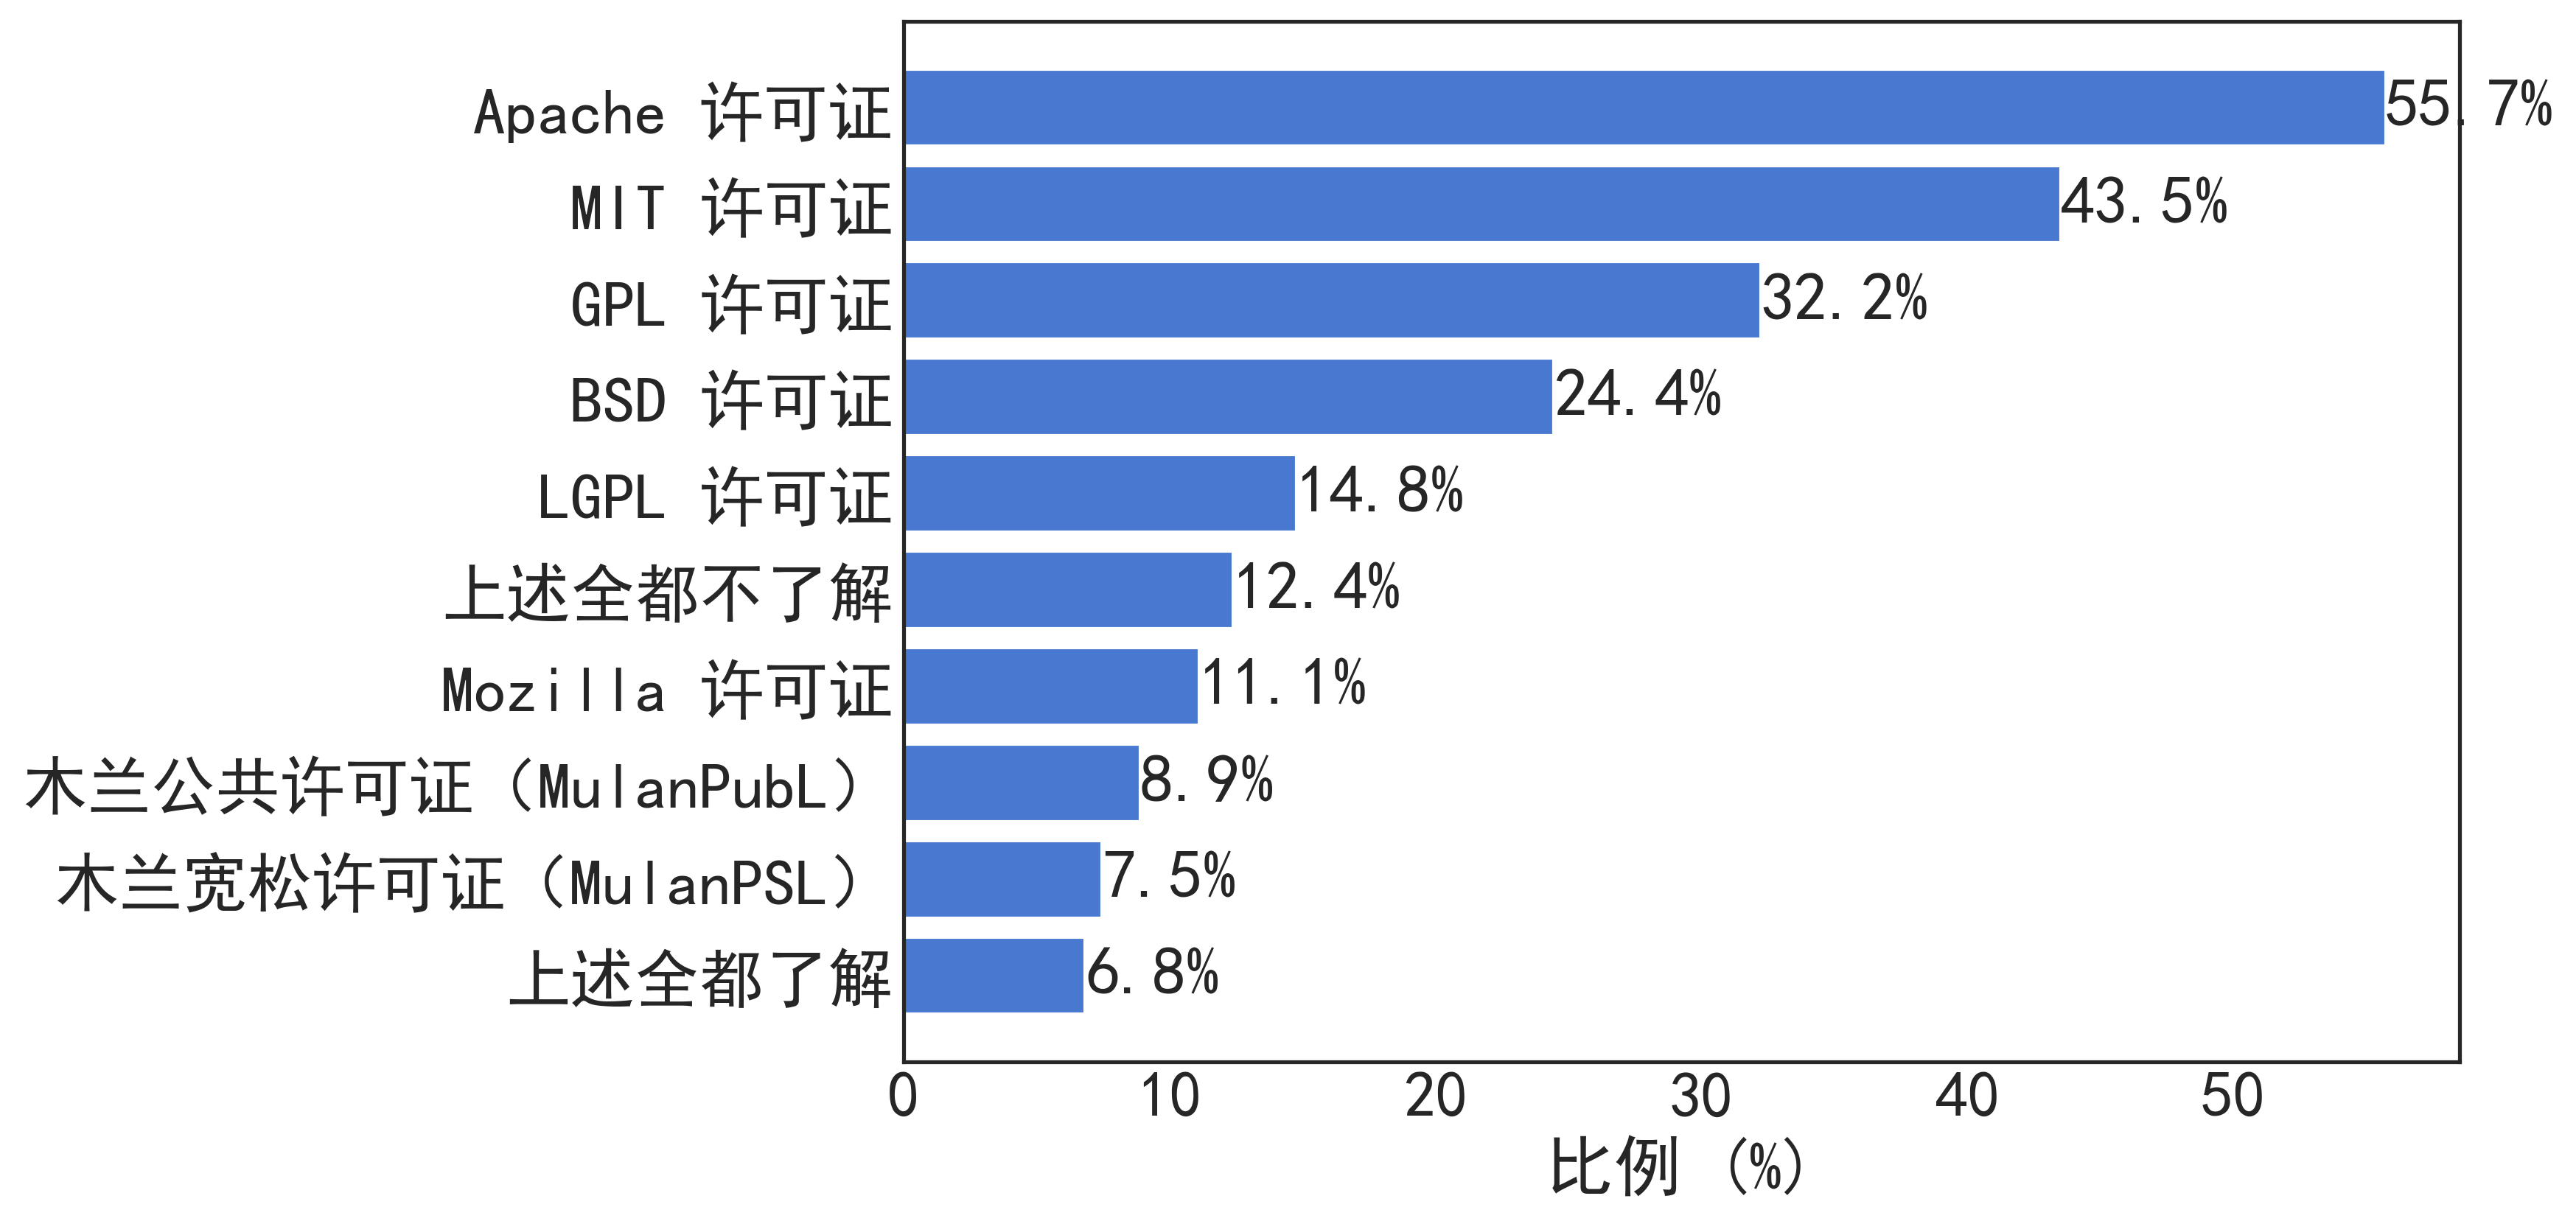 Apache 许可证 55.7%
MIT 许可证 43.5%
GPL 许可证 32.2%
BSD 许可证 24.4%
LGPL 许可证 14.8%
上述全都不了解 12.4%
Mozilla 许可证 11.1%
木兰公共许可证（MulanPubL） 8.9%
木兰宽松许可证（MulanPSL） 7.5%
上述全都了解 6.8%
0 10 20 30 40 50
比例 (%)